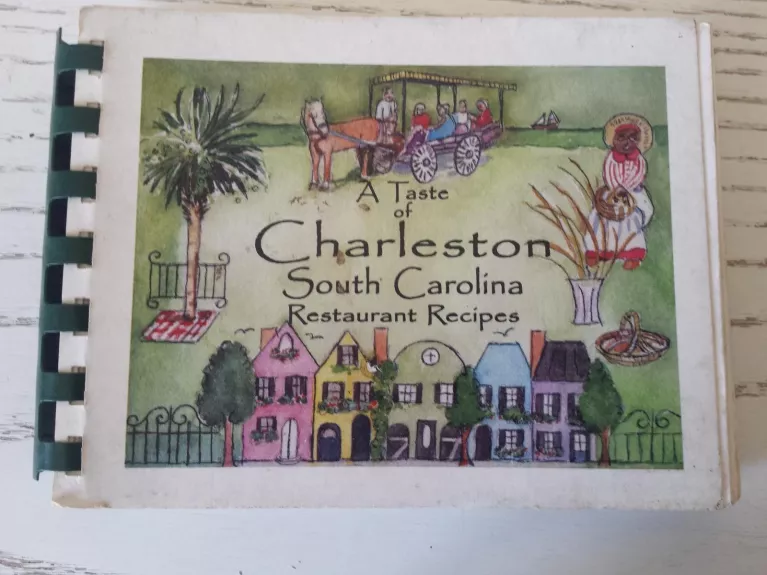 A Taste
of
Charleston
South Carolina
Restaurant Recipes